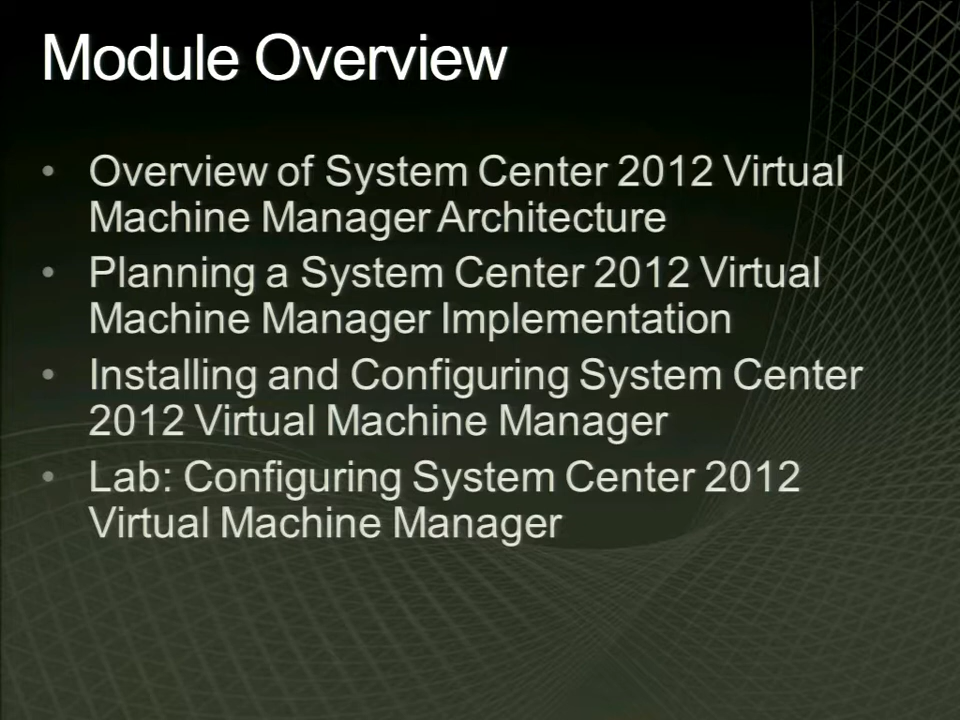 Module Overview
• Overview of System Center 2012 Virtual
Machine Manager Architecture
• Planning a System Center 2012 Virtual
Machine Manager Implementation
• Installing and Configuring System Center
2012 Virtual Machine Manager
• Lab: Configuring System Center 2012
Virtual Machine Manager